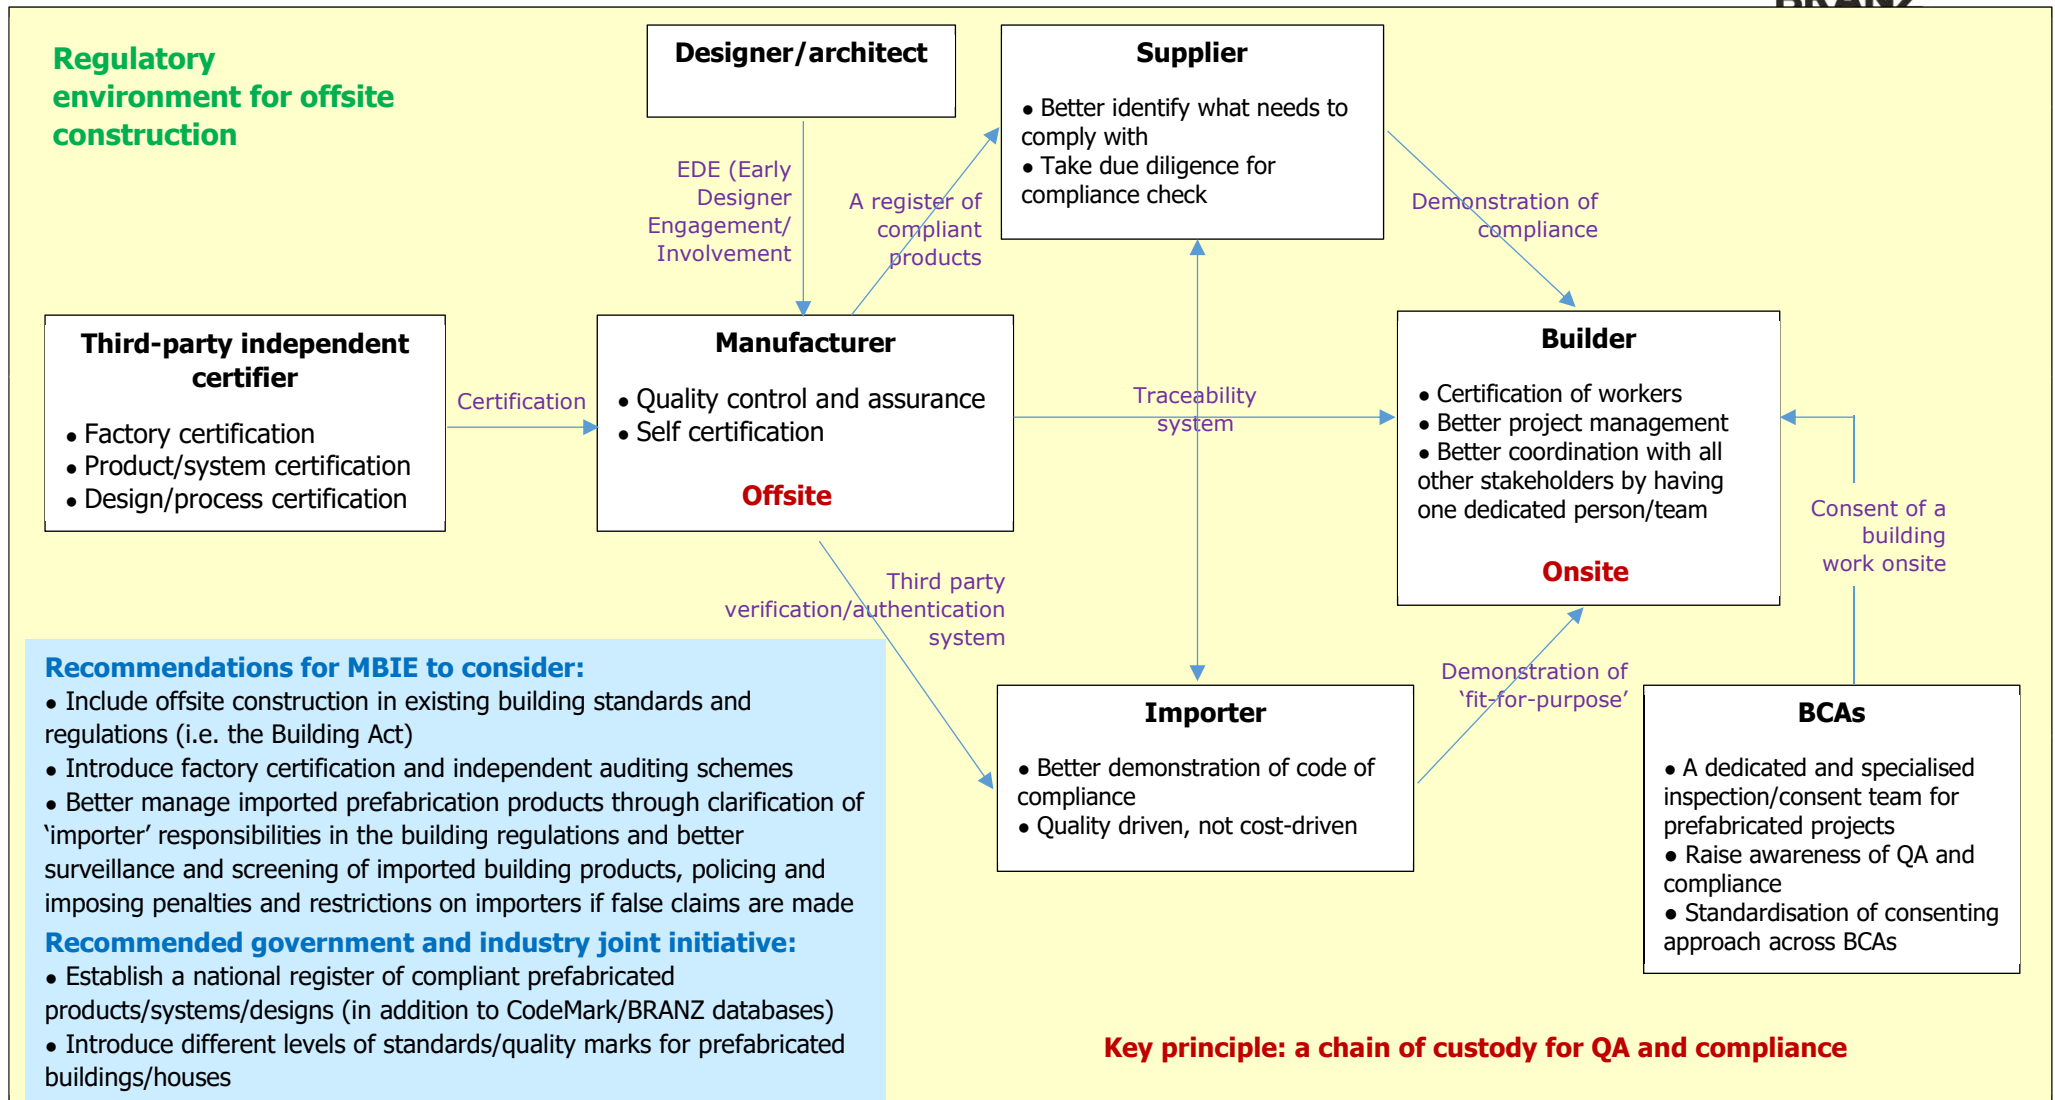 BRANZ
Regulatory
environment for offsite
construction
Designer/architect
Supplier
● Better identify what needs to
comply with
● Take due diligence for
compliance check
EDE (Early
Designer
Engagement/
Involvement
A register of
compliant
products
Demonstration of
compliance
Third-party independent
certifier
● Factory certification
● Product/system certification
● Design/process certification
Certification
Manufacturer
● Quality control and assurance
● Self certification
Offsite
Traceability
system
Builder
● Certification of workers
● Better project management
● Better coordination with all
other stakeholders by having
one dedicated person/team
Onsite
Consent of a
building
work onsite
Third party
verification/authentication
system
Demonstration of
‘fit-for-purpose’
Importer
● Better demonstration of code of
compliance
● Quality driven, not cost-driven
BCAs
● A dedicated and specialised
inspection/consent team for
prefabricated projects
● Raise awareness of QA and
compliance
● Standardisation of consenting
approach across BCAs
Recommendations for MBIE to consider:
● Include offsite construction in existing building standards and
regulations (i.e. the Building Act)
● Introduce factory certification and independent auditing schemes
● Better manage imported prefabrication products through clarification of
‘importer’ responsibilities in the building regulations and better
surveillance and screening of imported building products, policing and
imposing penalties and restrictions on importers if false claims are made
Recommended government and industry joint initiative:
● Establish a national register of compliant prefabricated
products/systems/designs (in addition to CodeMark/BRANZ databases)
● Introduce different levels of standards/quality marks for prefabricated
buildings/houses
Key principle: a chain of custody for QA and compliance